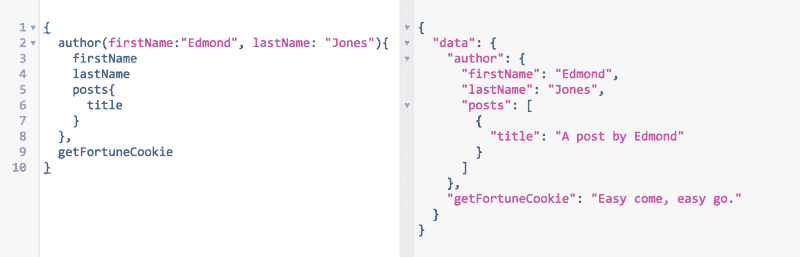 1 {
2 author(firstName:"Edmond", lastName: "Jones"){
3 firstName
4 lastName
5 posts{
6 title
7 }
8 },
9 getFortuneCookie
10 }
{
"data": {
"author": {
"firstName": "Edmond",
"lastName": "Jones",
"posts": [
{
"title": "A post by Edmond"
}
]
},
"getFortuneCookie": "Easy come, easy go."
}
}